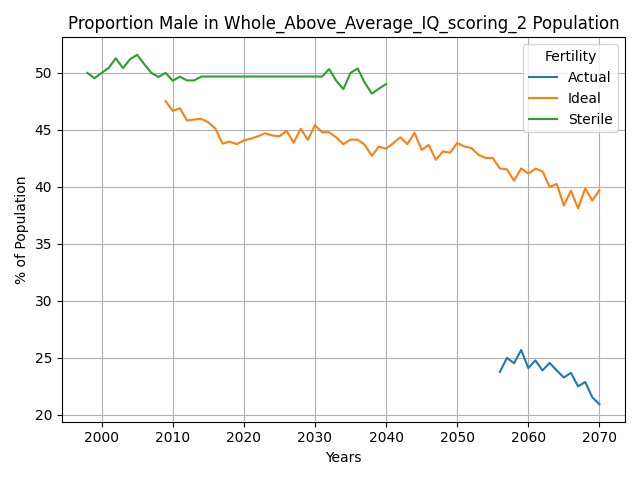 Proportion Male in Whole_Above_Average_IQ_scoring_2 Population
Fertility
Actual
Ideal
Sterile
% of Population
50
45
40
35
30
25
20
2000
2010
2020
2030
2040
2050
2060
2070
Years